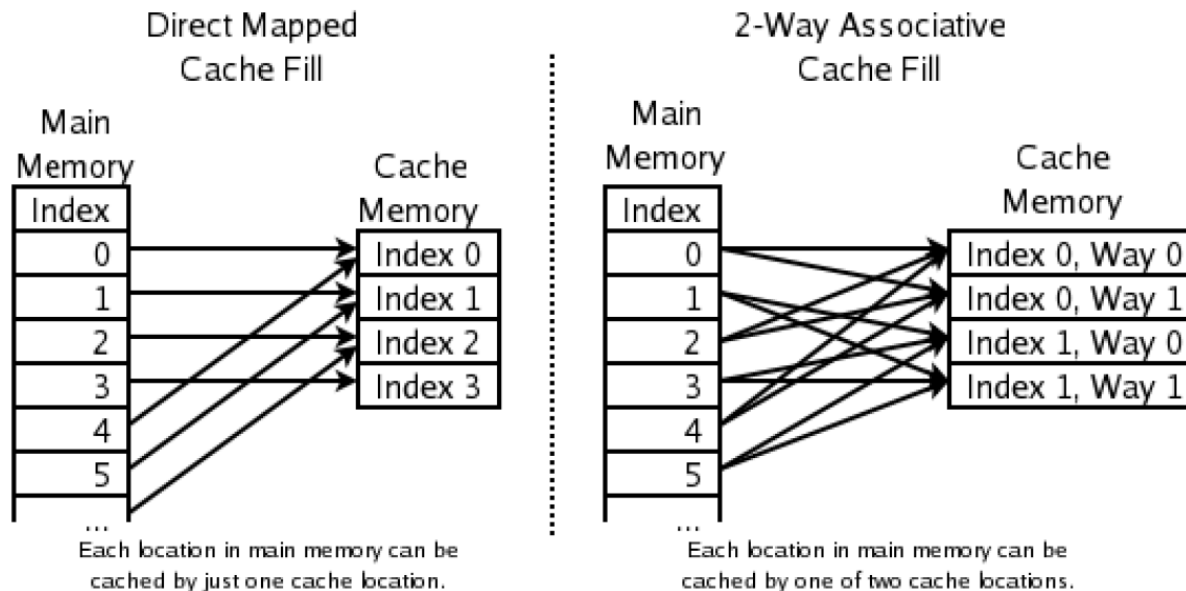 Direct Mapped
Cache Fill
Main
Memory
Cache
Memory
Index
0
1
2
3
4
5
...
Index 0
Index 1
Index 2
Index 3
Each location in main memory can be
cached by just one cache location.
2-Way Associative
Cache Fill
Main
Memory
Cache
Memory
Index
0
1
2
3
4
5
...
Index 0, Way 0
Index 0, Way 1
Index 1, Way 0
Index 1, Way 1
Each location in main memory can be
cached by one of two cache locations.